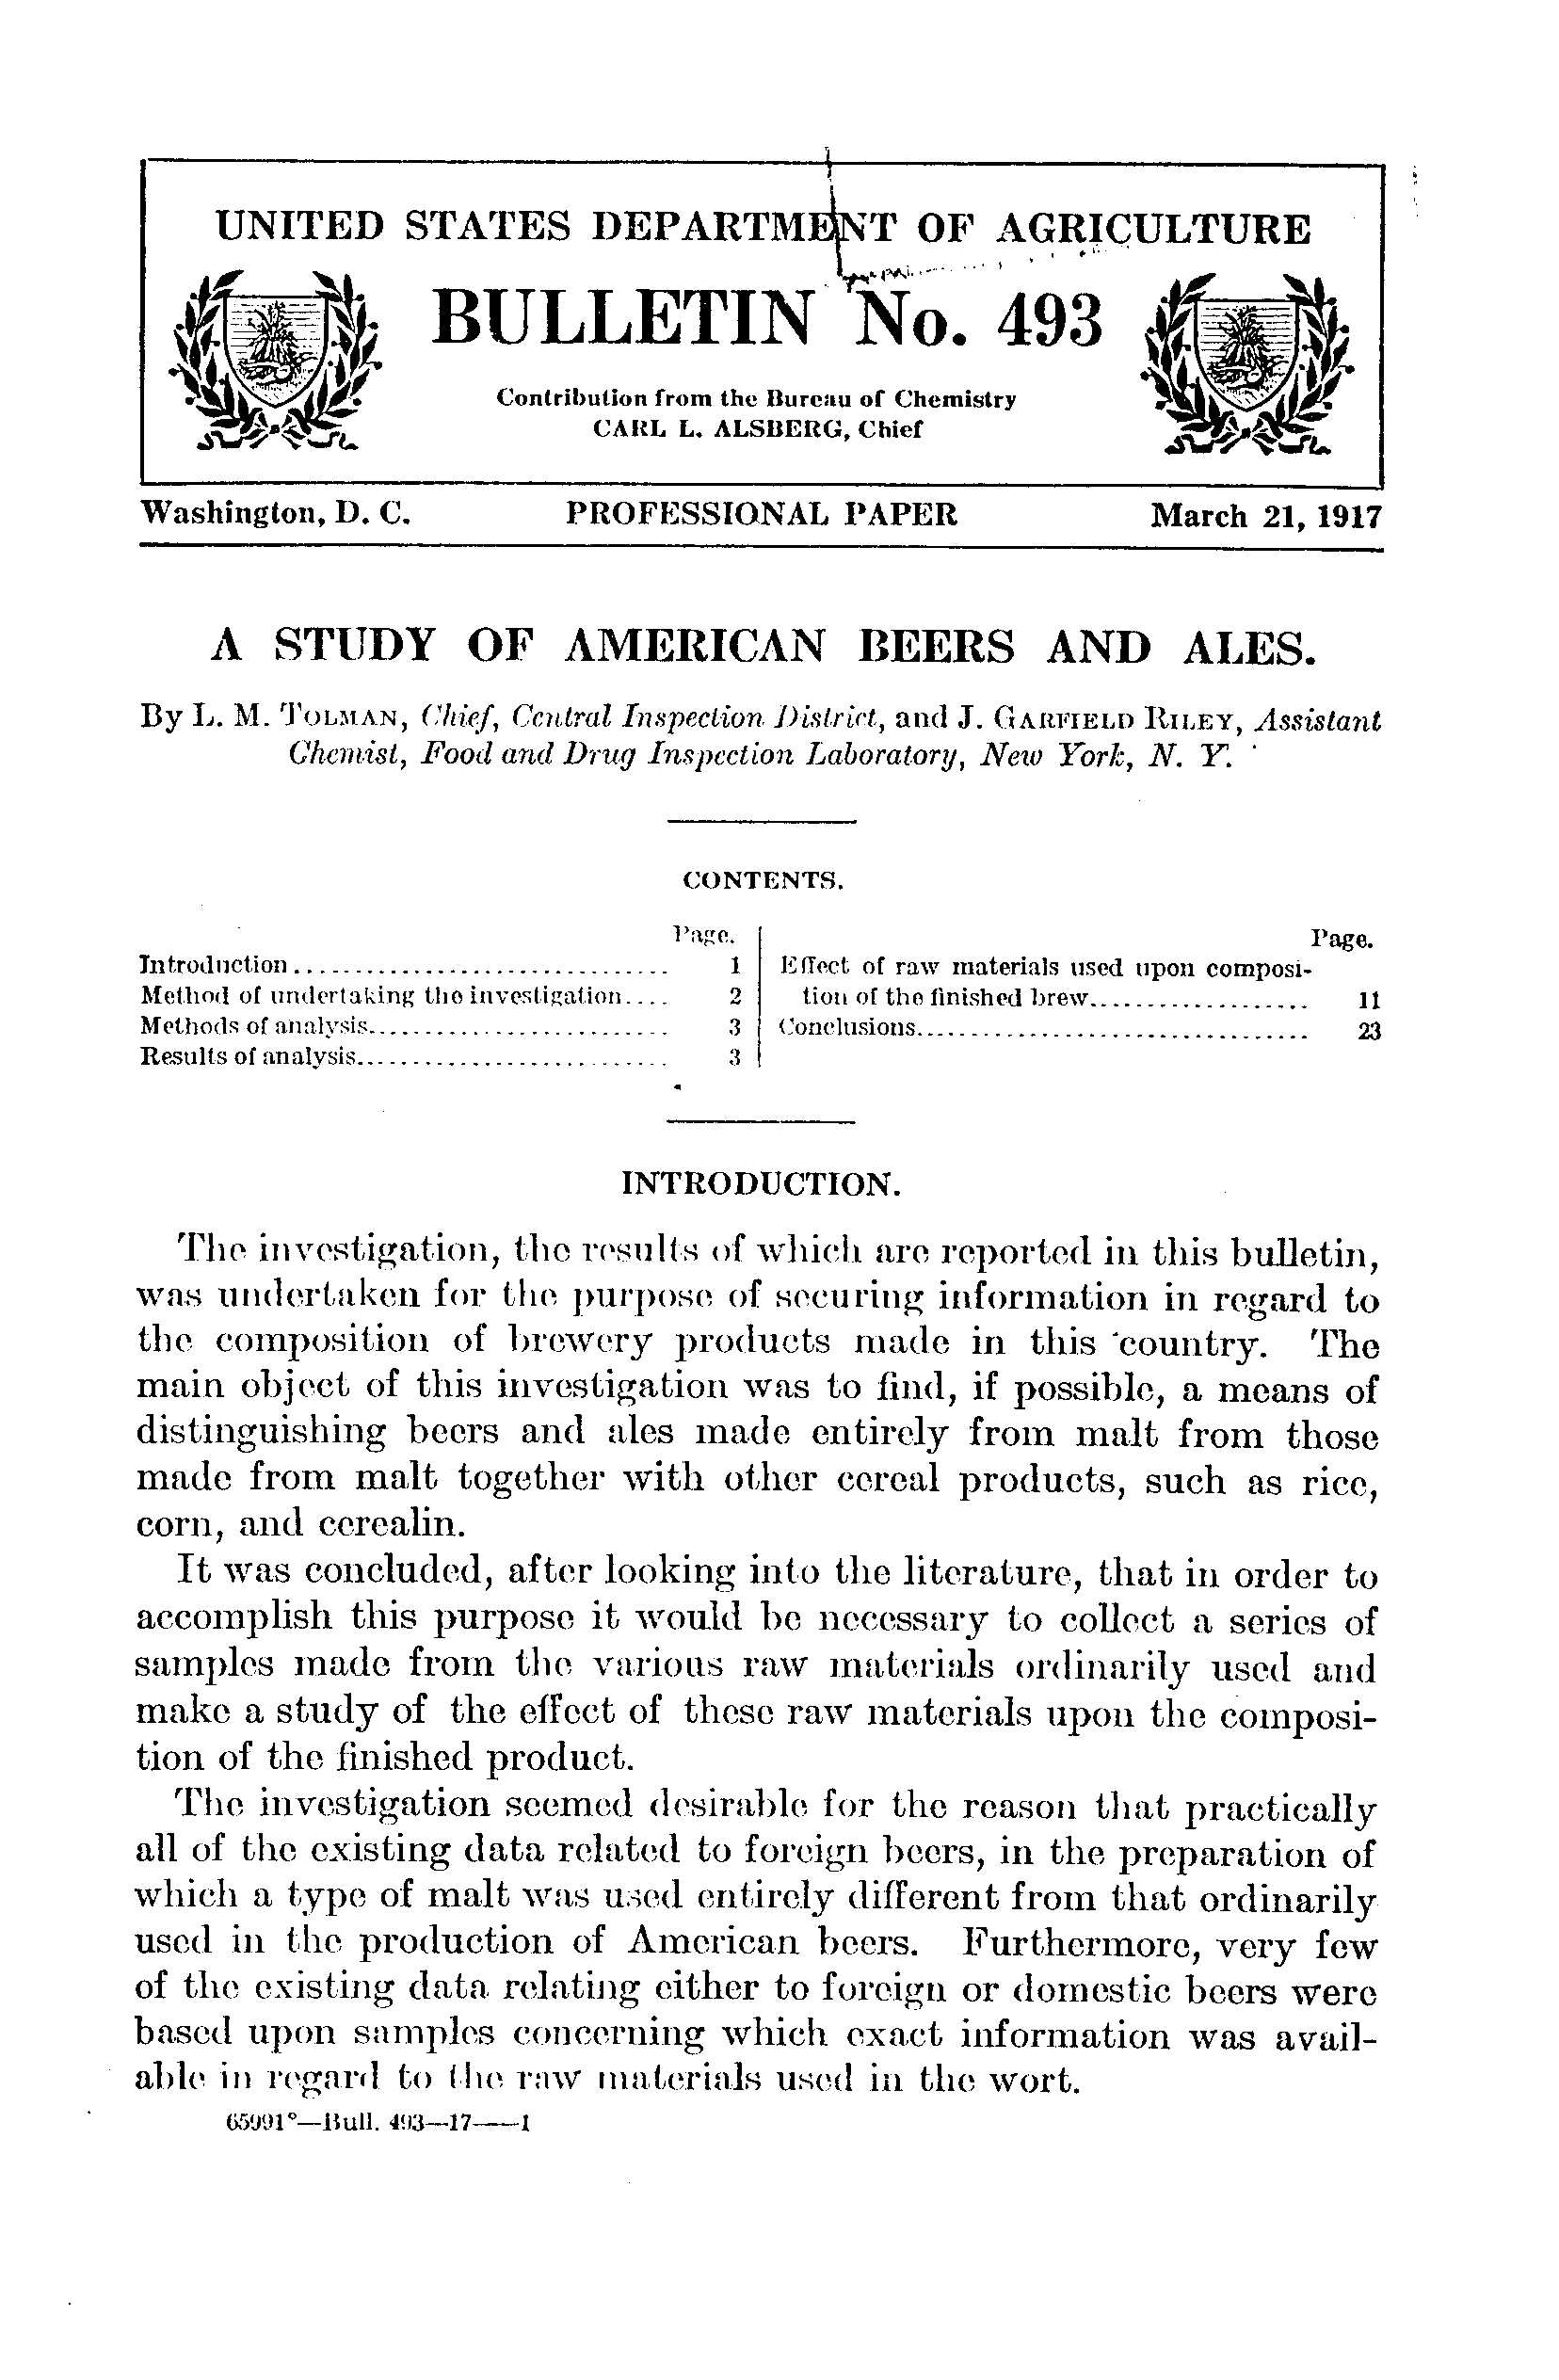 UNITED STATES DEPARTMENT OF AGRICULTURE
BULLETIN No. 493
Contribution from the Bureau of Chemistry
CARL L. ALSBERG, Chief
Washington, D. C. PROFESSIONAL PAPER March 21, 1917
A STUDY OF AMERICAN BEERS AND ALES.
By L. M. TOLMAN, Chief, Central Inspection District, and J. GARFIELD RILEY, Assistant
Chemist, Food and Drug Inspection Laboratory, New York, N. Y.
CONTENTS.
Page.
Introduction.............................. 1
Method of undertaking the investigation.... 2
Methods of analysis........................ 3
Results of analysis......................... 3
Page.
Effect of raw materials used upon composi-
tion of the finished brew.................. 11
Conclusions................................ 23
INTRODUCTION.
The investigation, the results of which are reported in this bulletin,
was undertaken for the purpose of securing information in regard to
the composition of brewery products made in this country. The
main object of this investigation was to find, if possible, a means of
distinguishing beers and ales made entirely from malt from those
made from malt together with other cereal products, such as rice,
corn, and cerealin.
It was concluded, after looking into the literature, that in order to
accomplish this purpose it would be necessary to collect a series of
samples made from the various raw materials ordinarily used and
make a study of the effect of these raw materials upon the composi-
tion of the finished product.
The investigation seemed desirable for the reason that practically
all of the existing data related to foreign beers, in the preparation of
which a type of malt was used entirely different from that ordinarily
used in the production of American beers. Furthermore, very few
of the existing data relating either to foreign or domestic beers were
based upon samples concerning which exact information was avail-
able in regard to the raw materials used in the wort.
65991°—Bull. 493—17——1